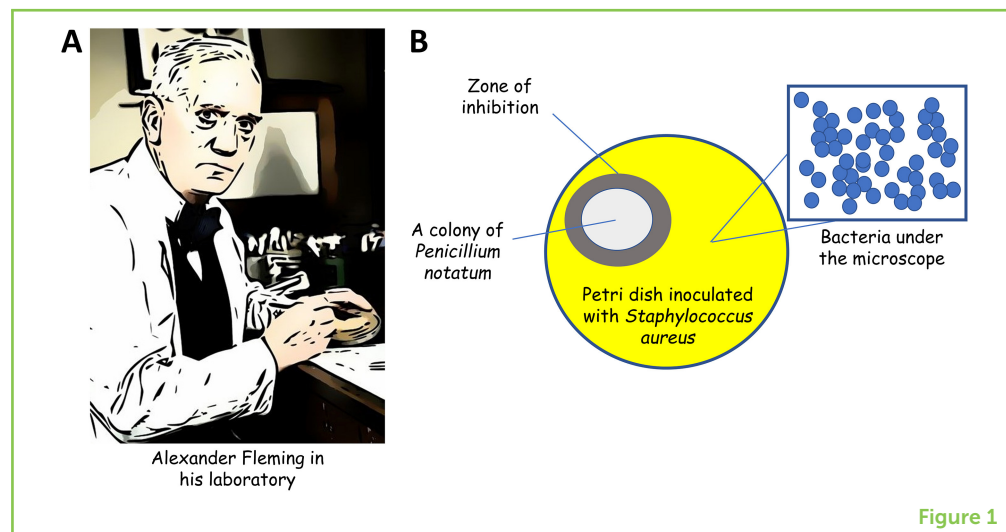 A
Alexander Fleming in
his laboratory
B
Zone of
inhibition
A colony of
Penicillium
notatum
Petri dish inoculated
with Staphylococcus
aureus
Bacteria under
the microscope
Figure 1